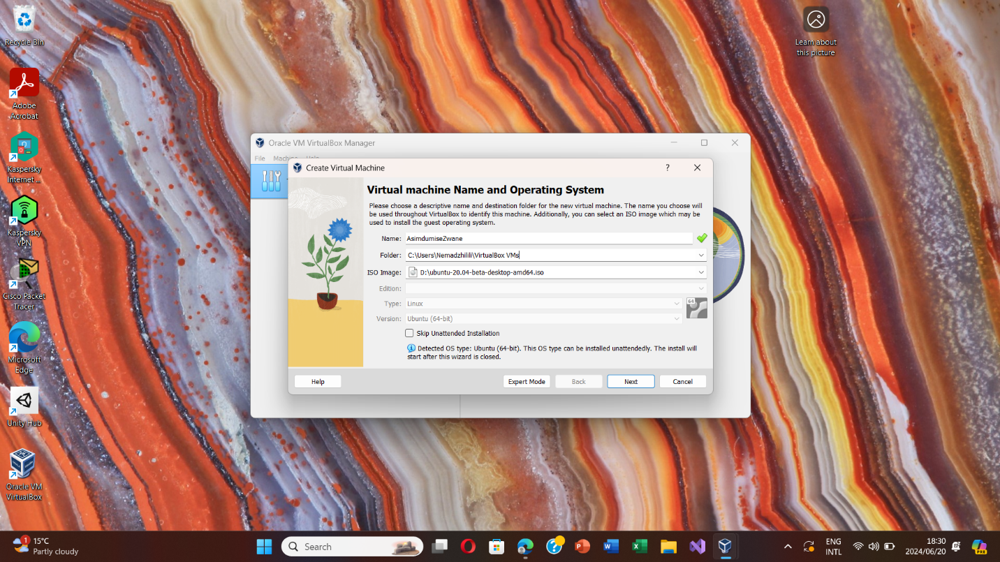 Recycle Bin
Adobe
Acrobat
Kaspersky
Internet ...
Kaspersky
VPN
Cisco Packet
Tracer
Microsoft
Edge
Unity Hub
Oracle VM
VirtualBox
Learn about
this picture
Oracle VM VirtualBox Manager
File Machine Help
Create Virtual Machine
?
Virtual machine Name and Operating System
Please choose a descriptive name and destination folder for the new virtual machine. The name you choose will
be used throughout VirtualBox to identify this machine. Additionally, you can select an ISO image which may be
used to install the guest operating system.
Name: AsimdumiseZwane
Folder: C:\Users\Nemadzhilili\VirtualBox VMs
ISO Image: D:\ubuntu-20.04-beta-desktop-amd64.iso
Edition:
Type: Linux
64
Version: Ubuntu (64-bit)
Skip Unattended Installation
Detected OS type: Ubuntu (64-bit). This OS type can be installed unattendedly. The install will
start after this wizard is closed.
Help Expert Mode Back Next Cancel
1
15°C
Partly cloudy
Search
ENG
INTL
18:30
2024/06/20
PRE